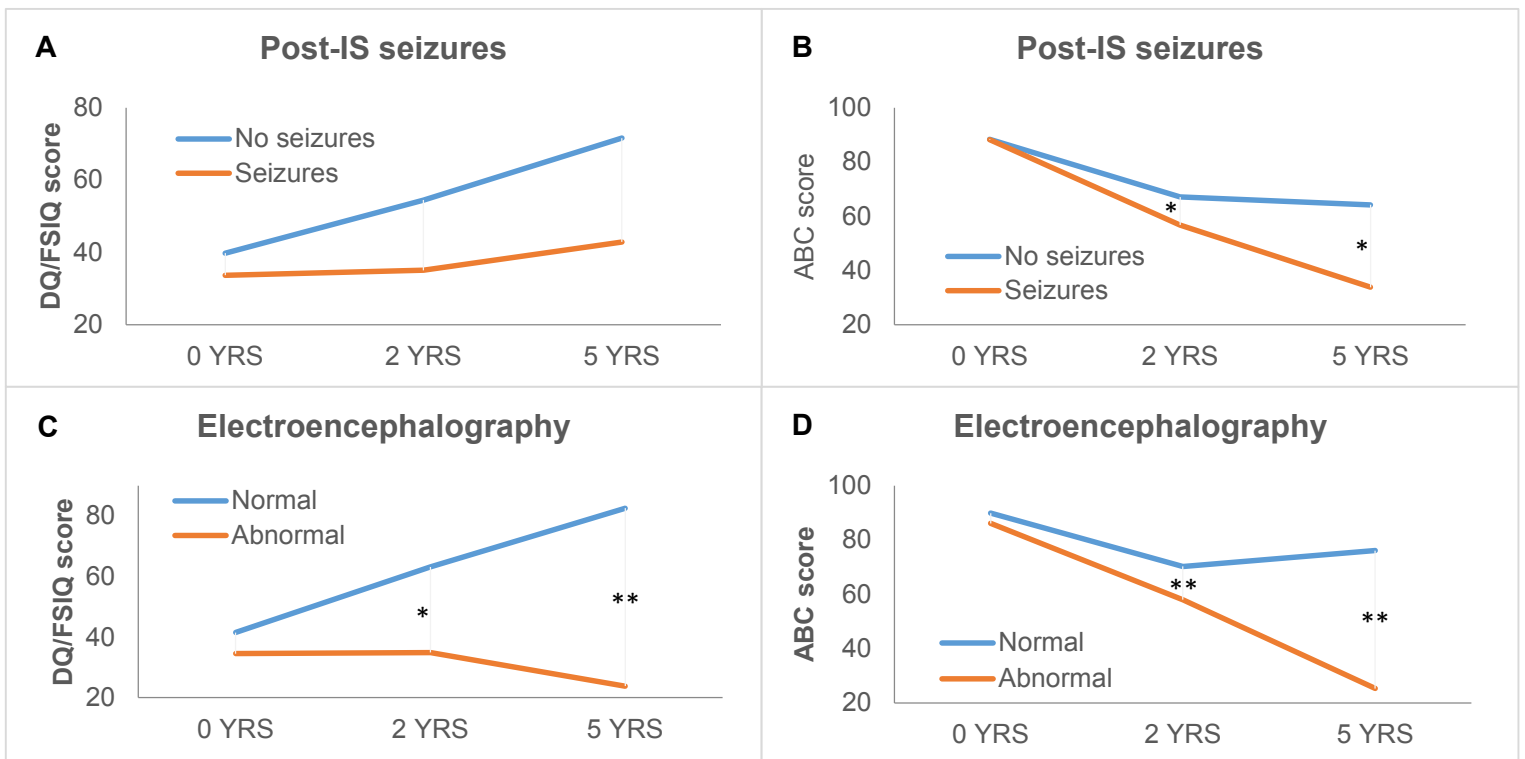 A
Post-IS seizures
DQ/FSIQ score
80
60
40
20
No seizures
Seizures
0 YRS 2 YRS 5 YRS
B
Post-IS seizures
ABC score
100
80
60
40
20
*
*
No seizures
Seizures
0 YRS 2 YRS 5 YRS
C
Electroencephalography
DQ/FSIQ score
80
60
40
20
Normal
Abnormal
*
**
0 YRS 2 YRS 5 YRS
D
Electroencephalography
ABC score
100
80
60
40
20
**
**
Normal
Abnormal
0 YRS 2 YRS 5 YRS